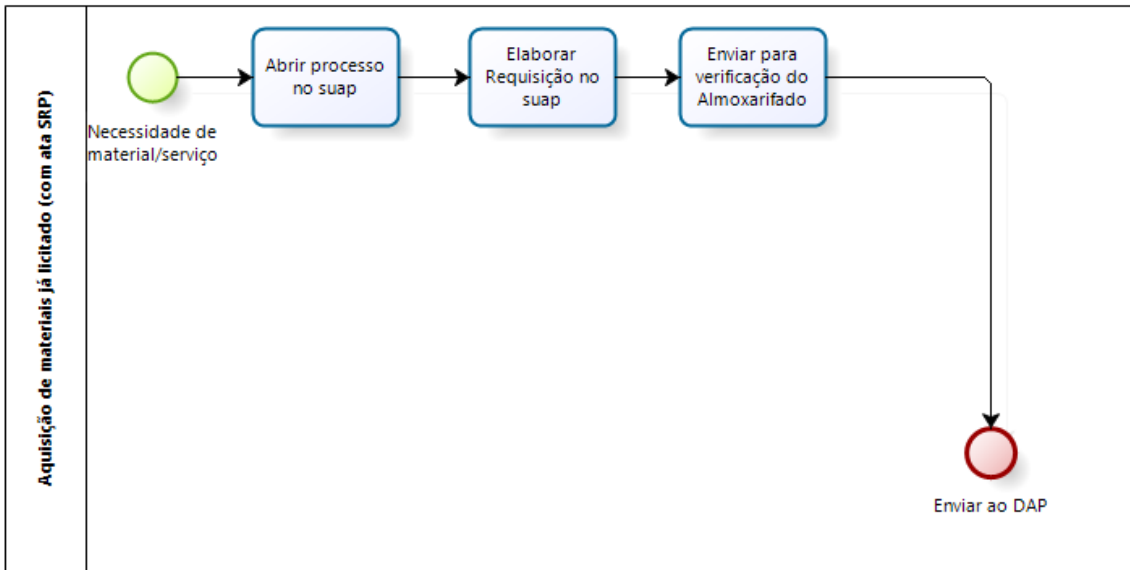 Aquisição de materiais já licitado (com ata SRP)
Necessidade de
material/serviço
Abrir processo
no suap
Elaborar
Requisição no
suap
Enviar para
verificação do
Almoxarifado
Enviar ao DAP